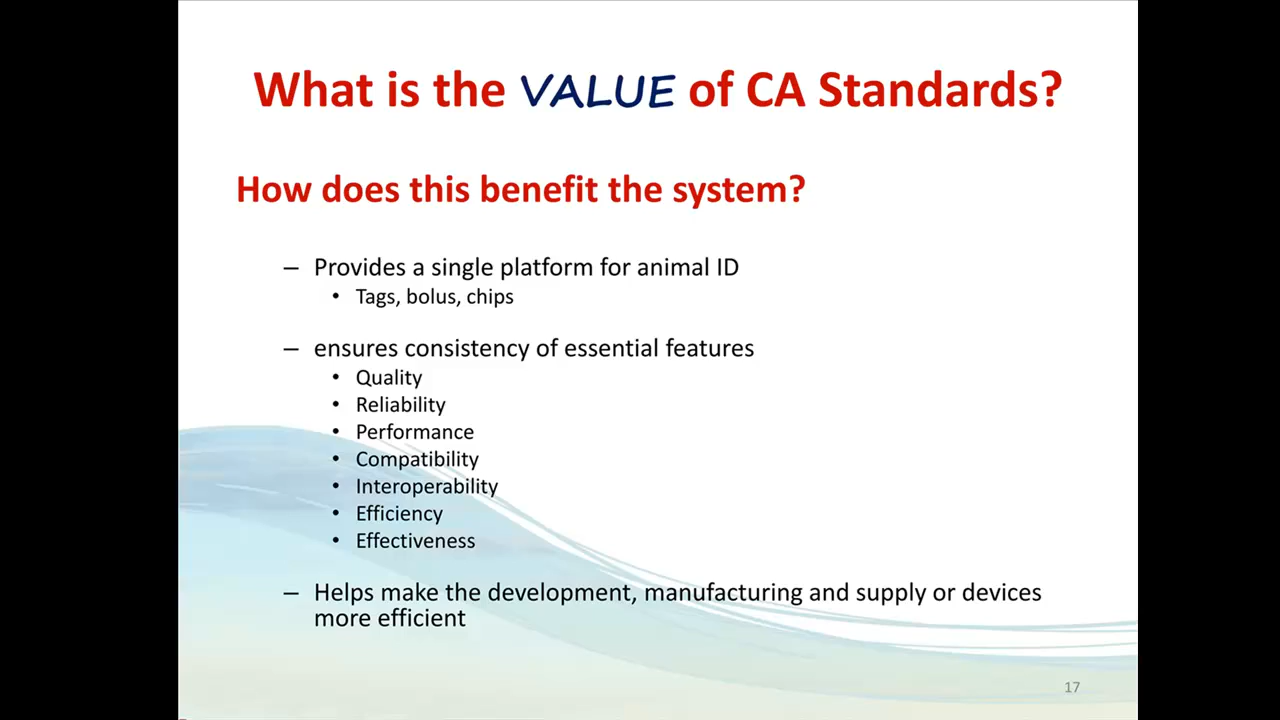 What is the VALUE of CA Standards?
How does this benefit the system?
– Provides a single platform for animal ID
• Tags, bolus, chips
– ensures consistency of essential features
• Quality
• Reliability
• Performance
• Compatibility
• Interoperability
• Efficiency
• Effectiveness
– Helps make the development, manufacturing and supply or devices
more efficient
17